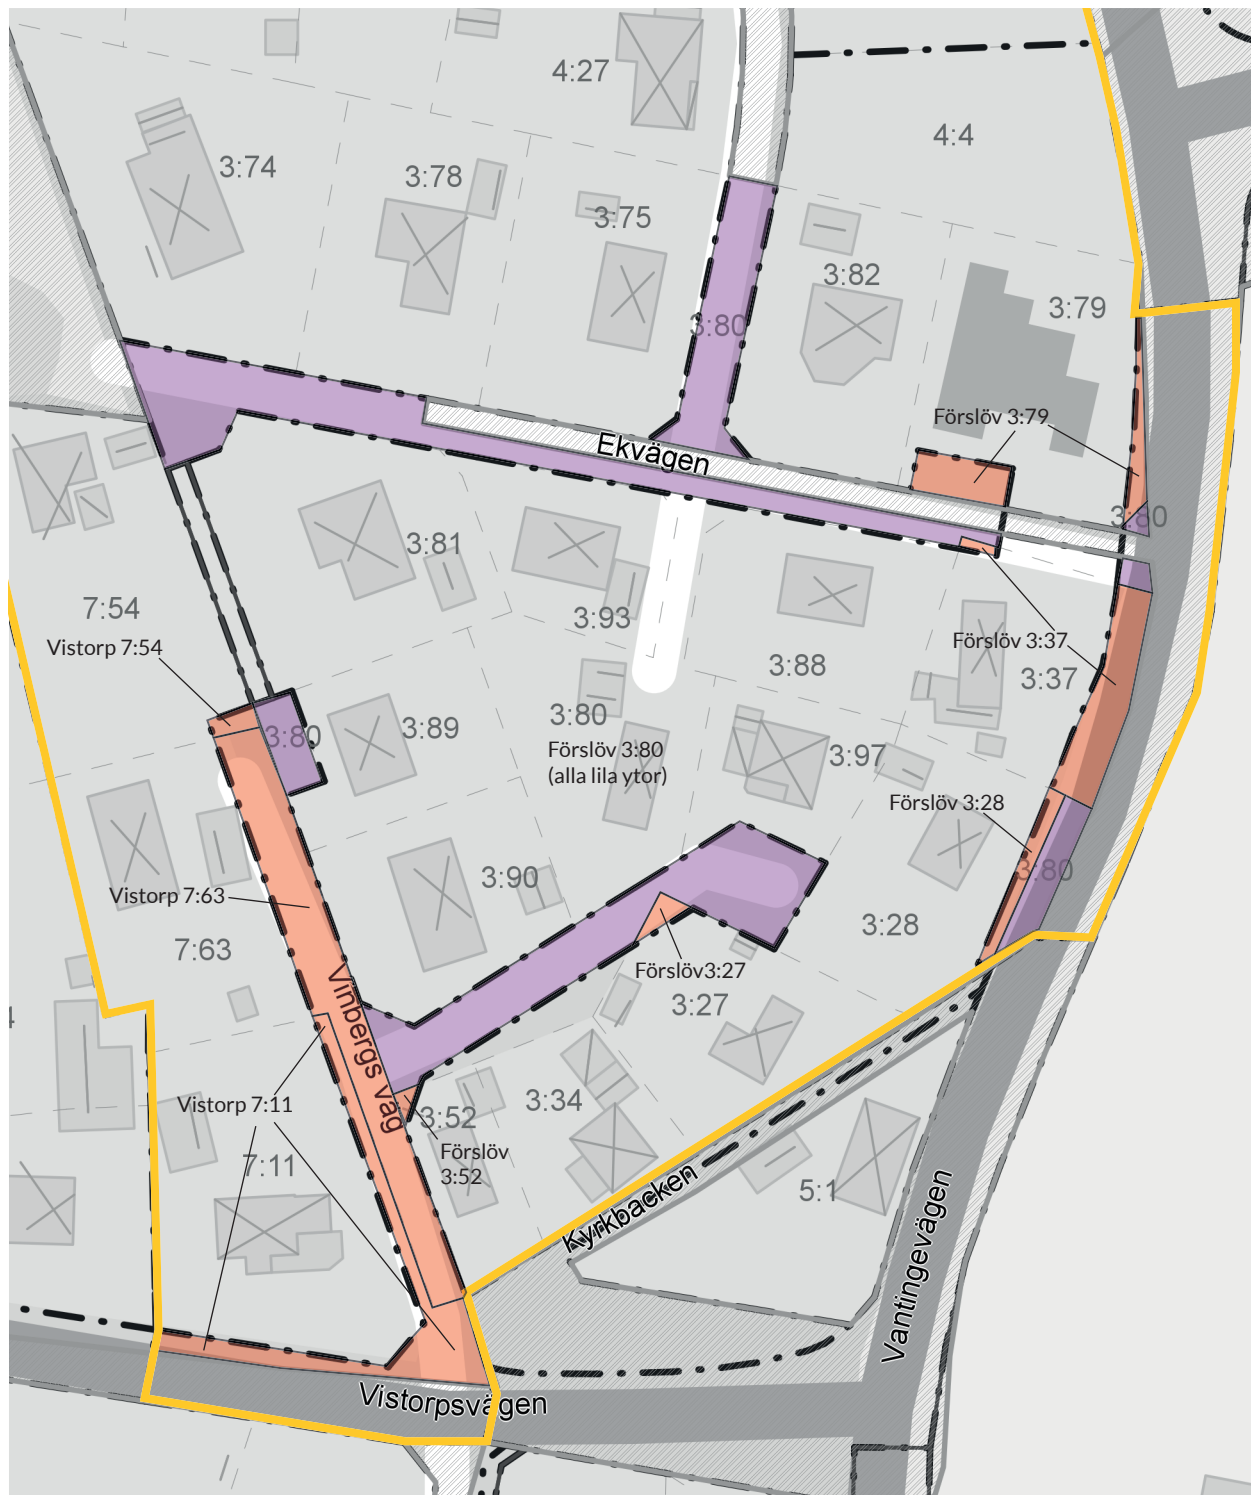 4:27
4:4
3:74
3:78
3:75
3:82
3:79
3:80
Förslöv 3:79
Ekvägen
3:80
3:81
7:54
3:93
Vistorp 7:54
Förslöv 3:37
3:88
3:37
3:80
3:89
3:80
Förslöv 3:80
(alla lila ytor)
3:97
Förslöv 3:28
3:80
3:90
Vistorp 7:63
3:28
7:63
Förslöv3:27
3:27
Vinbergs väg
Vistorp 7:11
3:52
3:34
Förslöv
3:52
7:11
5:1
Kyrkbacken
Vantingevägen
Vistorpsvägen